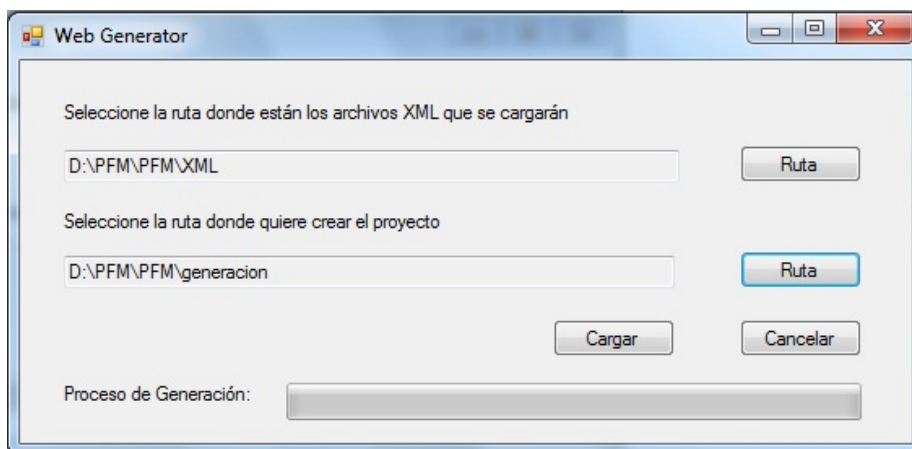 Web Generator
Seleccione la ruta donde están los archivos XML que se cargarán
D:\PFM\PFM\XML
Ruta
Seleccione la ruta donde quiere crear el proyecto
D:\PFM\PFM\generacion
Ruta
Cargar
Cancelar
Proceso de Generación: